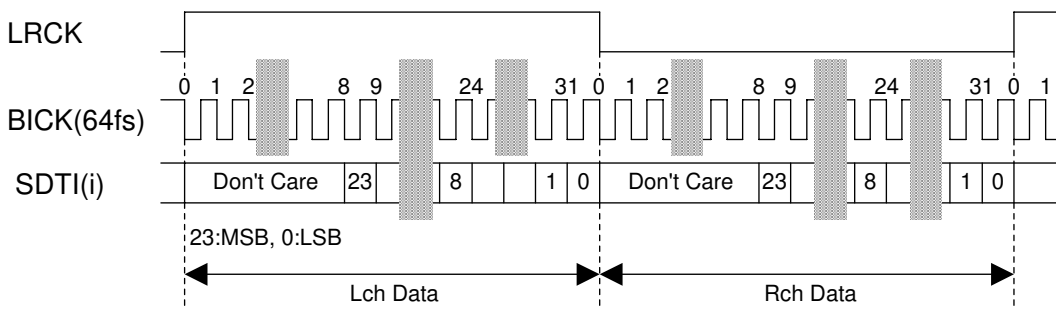 LRCK
0 1 2 8 9 24 31 0 1 2 8 9 24 31 0 1
BICK(64fs)
SDTI(i) Don't Care 23 8 1 0 Don't Care 23 8 1 0
23:MSB, 0:LSB
Lch Data Rch Data